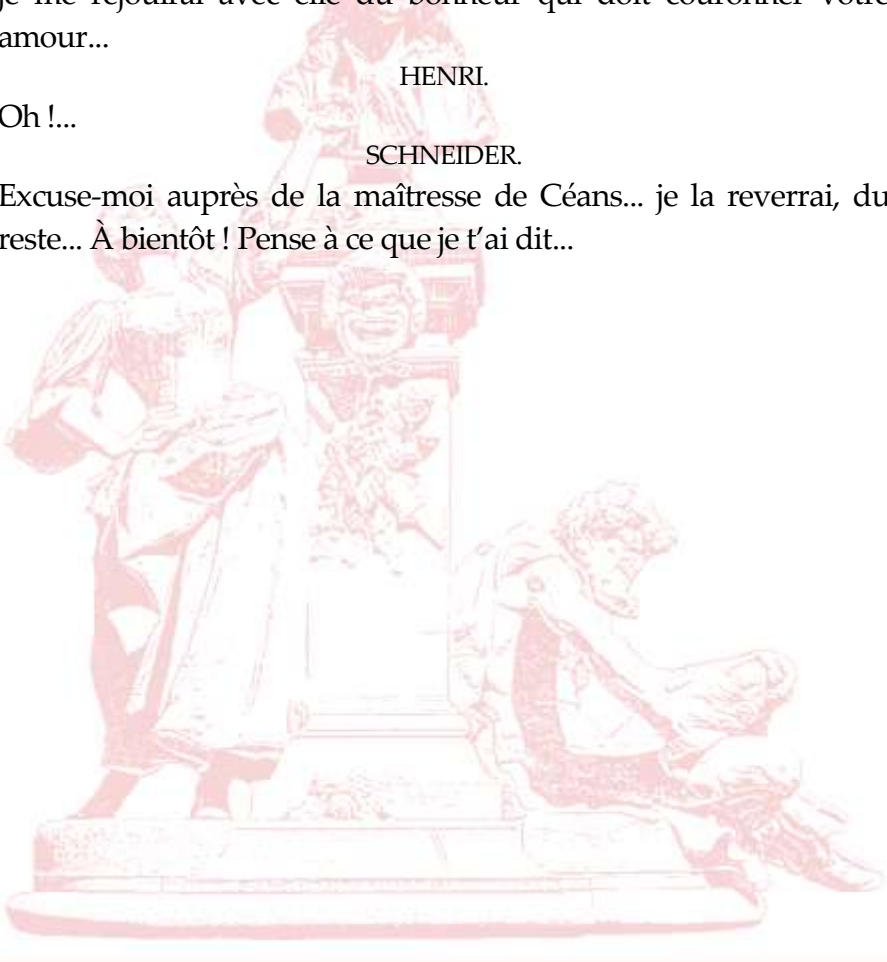 je me réjouirai avec elle du bonheur qui doit couronner votre
amour...
HENRI.
Oh !...
SCHNEIDER.
Excuse-moi auprès de la maîtresse de Céans... je la reverrai, du
reste... À bientôt ! Pense à ce que je t’ai dit...